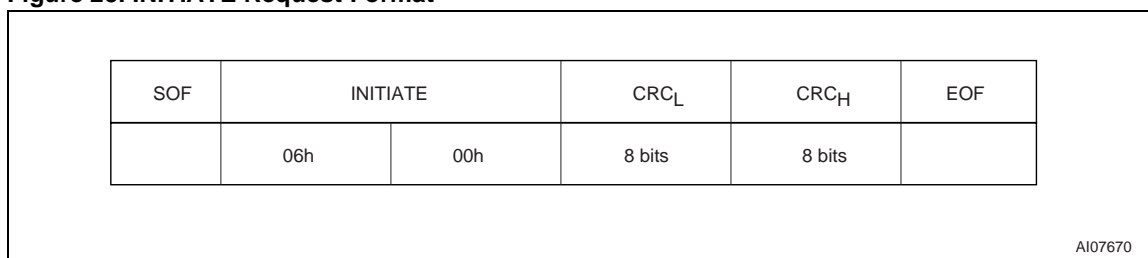 Figure 26. INITIATE Request Format
SOF INITIATE CRCL CRCH EOF
06h 00h 8 bits 8 bits
AI07670